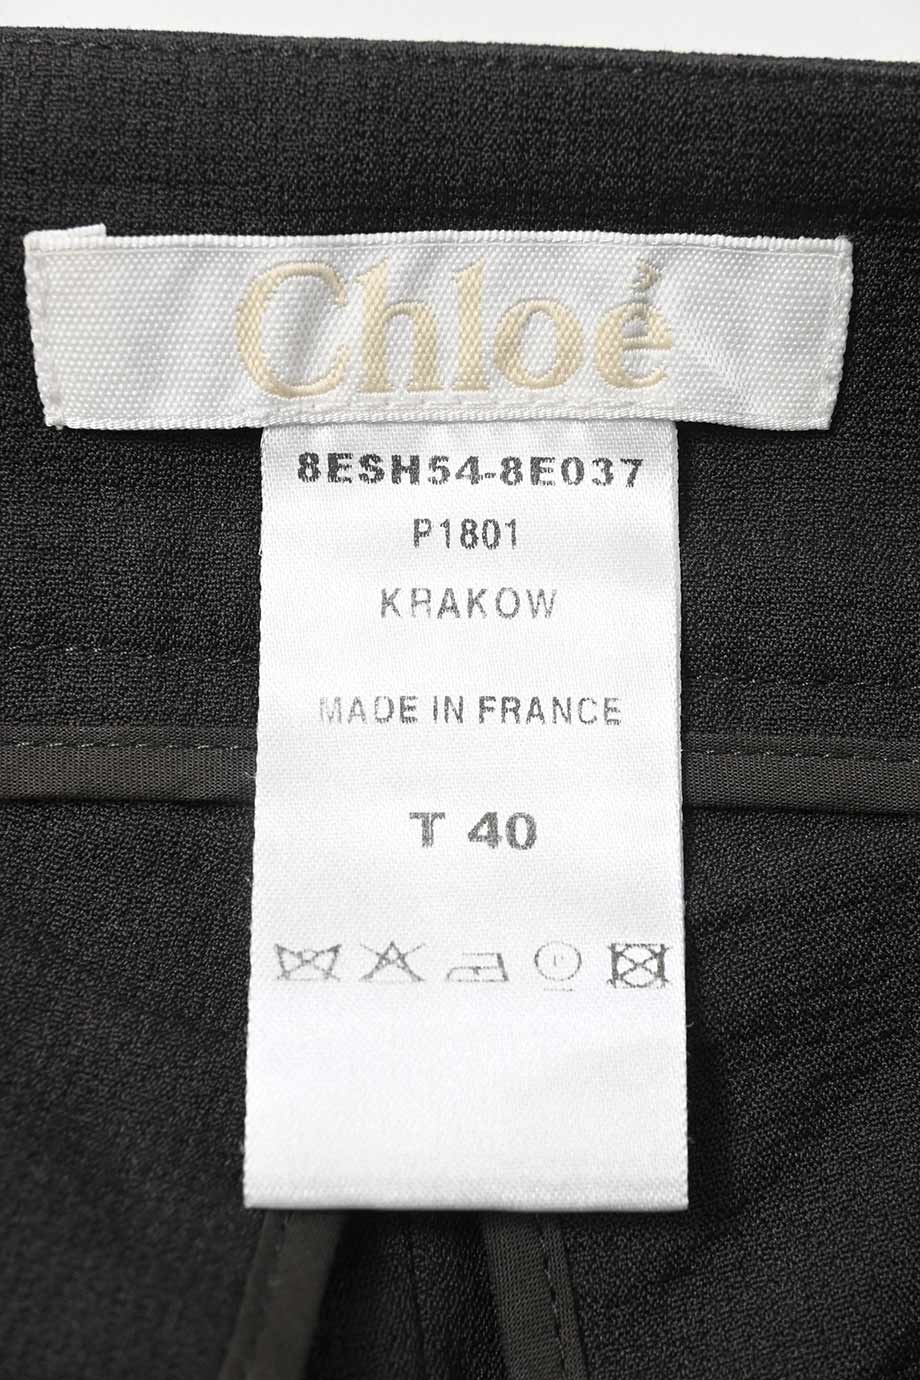 Chloé
8ESH54-8E037
P1801
KRAKOW
MADE IN FRANCE
T 40